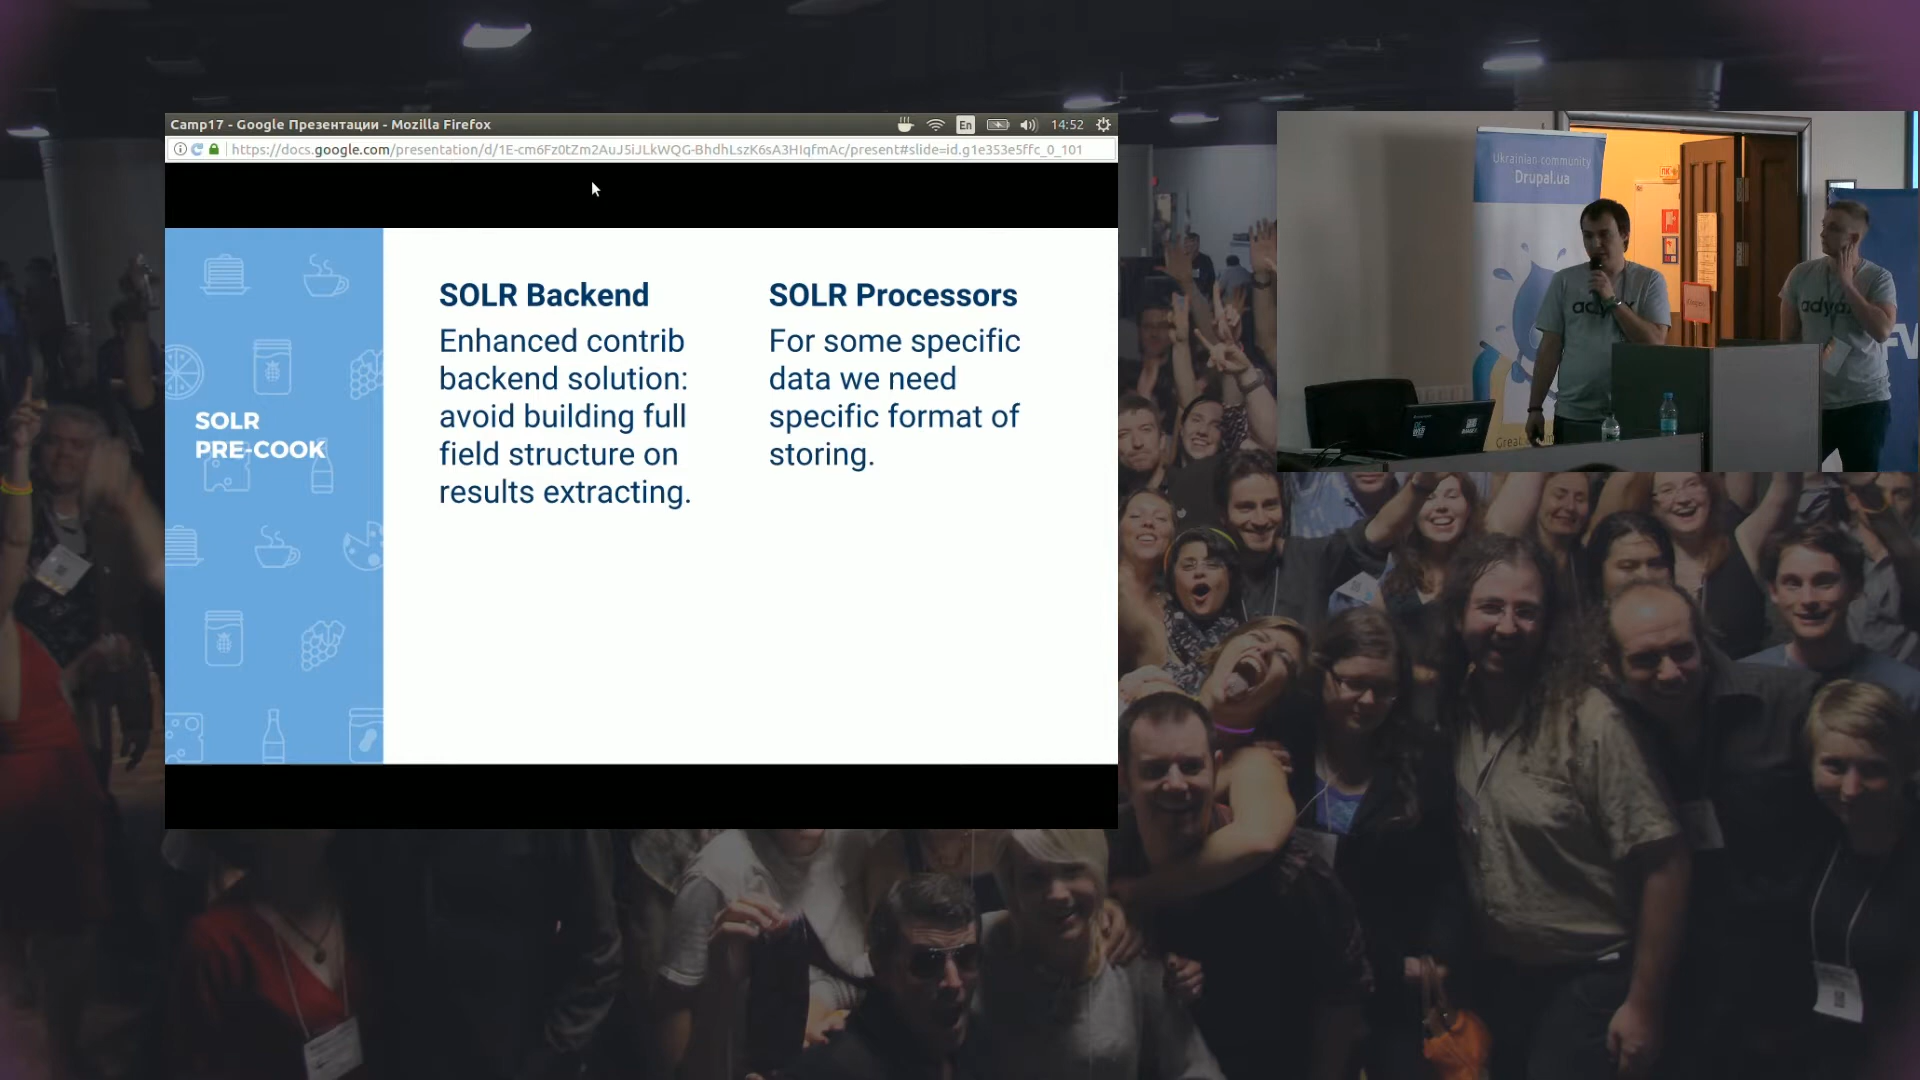 Camp17 - Google Презентации - Mozilla Firefox
En
14:52
https://docs.google.com/presentation/d/1E-cm6Fz0tZm2AuJ5iJLkWQG-BhdhLszK6sA3HIqfmAc/present#slide=id.g1e353e5ffc_0_101
SOLR
PRE-COOK
SOLR Backend
Enhanced contrib
backend solution:
avoid building full
field structure on
results extracting.
SOLR Processors
For some specific
data we need
specific format of
storing.
Ukrainian community
Drupal.ua
Great